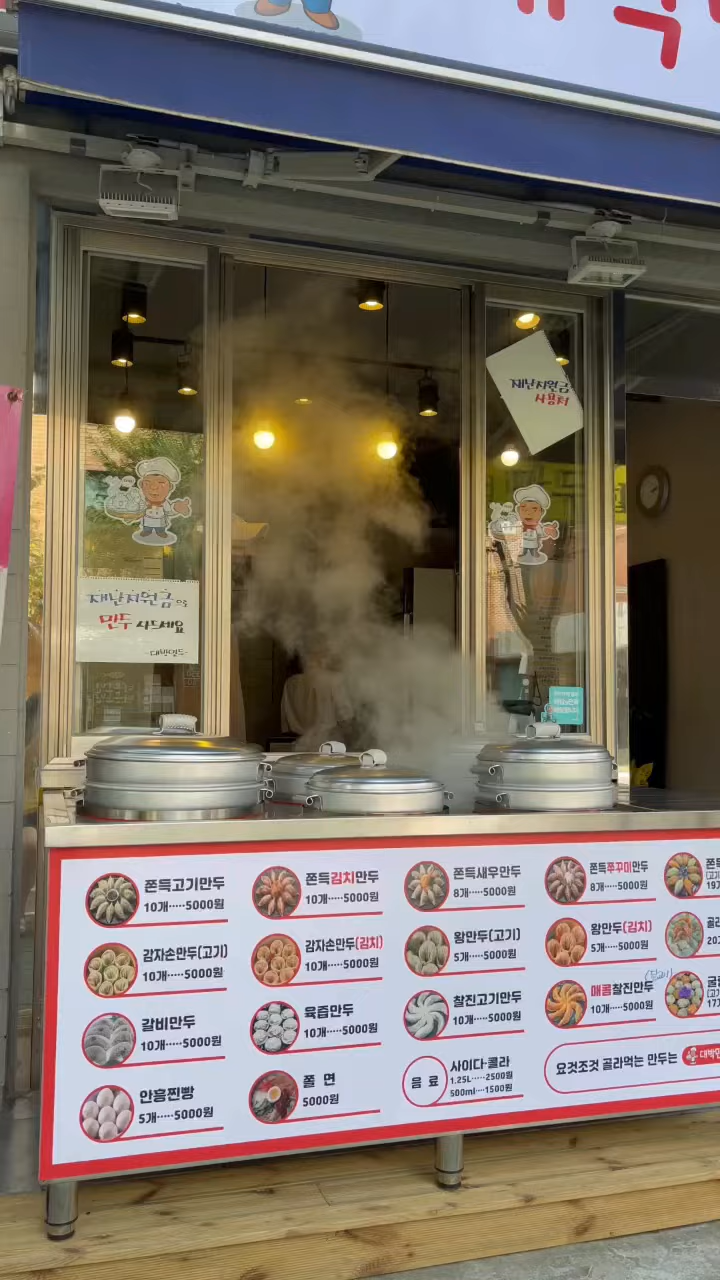 재난지원금
사용처
재난지원금으로
만두 사드세요
-대박만두-
쫀득고기만두
10개·····5000원
쫀득김치만두
10개·····5000원
쫀득새우만두
8개·····5000원
쫀득쭈꾸미만두
8개·····5000원
감자손만두(고기)
10개·····5000원
감자손만두(김치)
10개·····5000원
왕만두(고기)
5개·····5000원
왕만두(김치)
5개·····5000원
갈비만두
10개·····5000원
육즙만두
10개·····5000원
찰진고기만두
10개·····5000원
매콤찰진만두
10개·····5000원
안흥찐빵
5개·····5000원
쫄 면
5000원
음 료
사이다·콜라
1.25L·····2500원
500ml····1500원
요것조것 골라먹는 만두는